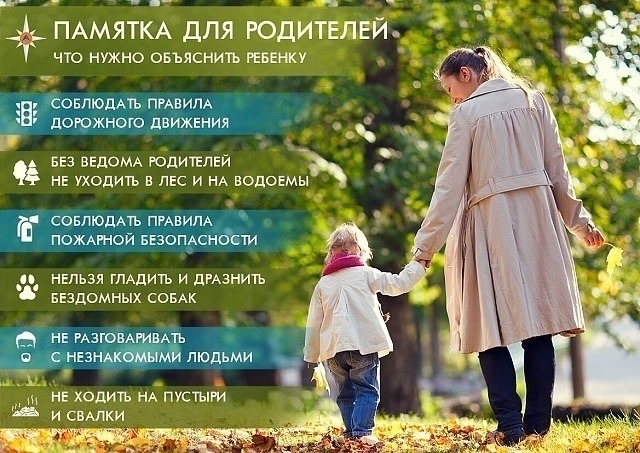 ПАМЯТКА ДЛЯ РОДИТЕЛЕЙ
ЧТО НУЖНО ОБЪЯСНИТЬ РЕБЕНКУ
СОБЛЮДАТЬ ПРАВИЛА
ДОРОЖНОГО ДВИЖЕНИЯ
БЕЗ ВЕДОМА РОДИТЕЛЕЙ
НЕ УХОДИТЬ В ЛЕС И НА ВОДОЕМЫ
СОБЛЮДАТЬ ПРАВИЛА
ПОЖАРНОЙ БЕЗОПАСНОСТИ
НЕЛЬЗЯ ГЛАДИТЬ И ДРАЗНИТЬ
БЕЗДОМНЫХ СОБАК
НЕ РАЗГОВАРИВАТЬ
С НЕЗНАКОМЫМИ ЛЮДЬМИ
НЕ ХОДИТЬ НА ПУСТЫРИ
И СВАЛКИ